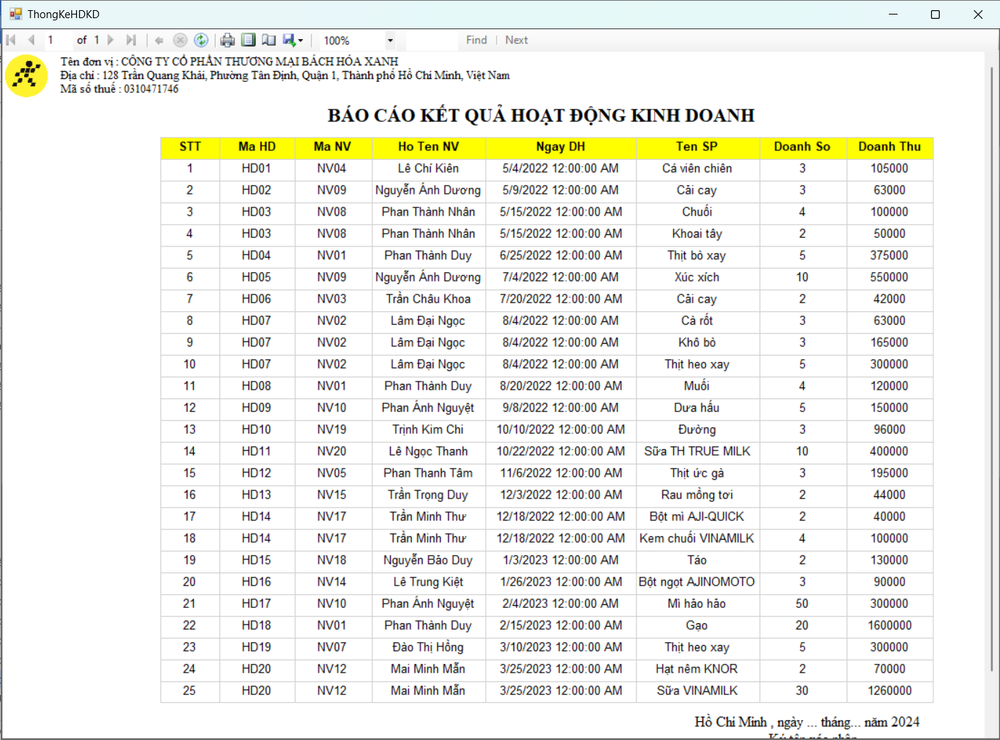 ThongKeHDKD
1 of 1 100% Find Next
Tên đơn vị : CÔNG TY CỔ PHẦN THƯƠNG MẠI BÁCH HÓA XANH
Địa chỉ : 128 Trần Quang Khải, Phường Tân Định, Quận 1, Thành phố Hồ Chí Minh, Việt Nam
Mã số thuế : 0310471746
BÁO CÁO KẾT QUẢ HOẠT ĐỘNG KINH DOANH
STT Ma HD Ma NV Ho Ten NV Ngay DH Ten SP Doanh So Doanh Thu
1 HD01 NV04 Lê Chí Kiên 5/4/2022 12:00:00 AM Cá viên chiên 3 105000
2 HD02 NV09 Nguyễn Ánh Dương 5/9/2022 12:00:00 AM Cải cay 3 63000
3 HD03 NV08 Phan Thành Nhân 5/15/2022 12:00:00 AM Chuối 4 100000
4 HD03 NV08 Phan Thành Nhân 5/15/2022 12:00:00 AM Khoai tây 2 50000
5 HD04 NV01 Phan Thành Duy 6/25/2022 12:00:00 AM Thịt bò xay 5 375000
6 HD05 NV09 Nguyễn Ánh Dương 7/4/2022 12:00:00 AM Xúc xích 10 550000
7 HD06 NV03 Trần Châu Khoa 7/20/2022 12:00:00 AM Cải cay 2 42000
8 HD07 NV02 Lâm Đại Ngọc 8/4/2022 12:00:00 AM Cà rốt 3 63000
9 HD07 NV02 Lâm Đại Ngọc 8/4/2022 12:00:00 AM Khô bò 3 165000
10 HD07 NV02 Lâm Đại Ngọc 8/4/2022 12:00:00 AM Thịt heo xay 5 300000
11 HD08 NV01 Phan Thành Duy 8/20/2022 12:00:00 AM Muối 4 120000
12 HD09 NV10 Phan Ánh Nguyệt 9/8/2022 12:00:00 AM Dưa hấu 5 150000
13 HD10 NV19 Trịnh Kim Chi 10/10/2022 12:00:00 AM Đường 3 96000
14 HD11 NV20 Lê Ngọc Thanh 10/22/2022 12:00:00 AM Sữa TH TRUE MILK 10 400000
15 HD12 NV05 Phan Thanh Tâm 11/6/2022 12:00:00 AM Thịt ức gà 3 195000
16 HD13 NV15 Trần Trọng Duy 12/3/2022 12:00:00 AM Rau mồng tơi 2 44000
17 HD14 NV17 Trần Minh Thư 12/18/2022 12:00:00 AM Bột mì AJI-QUICK 2 40000
18 HD14 NV17 Trần Minh Thư 12/18/2022 12:00:00 AM Kem chuối VINAMILK 4 100000
19 HD15 NV18 Nguyễn Bảo Duy 1/3/2023 12:00:00 AM Táo 2 130000
20 HD16 NV14 Lê Trung Kiệt 1/26/2023 12:00:00 AM Bột ngọt AJINOMOTO 3 90000
21 HD17 NV10 Phan Ánh Nguyệt 2/4/2023 12:00:00 AM Mì hảo hảo 50 300000
22 HD18 NV01 Phan Thành Duy 2/15/2023 12:00:00 AM Gạo 20 1600000
23 HD19 NV07 Đào Thị Hồng 3/10/2023 12:00:00 AM Thịt heo xay 5 300000
24 HD20 NV12 Mai Minh Mẫn 3/25/2023 12:00:00 AM Hạt nêm KNOR 2 70000
25 HD20 NV12 Mai Minh Mẫn 3/25/2023 12:00:00 AM Sữa VINAMILK 30 1260000
Hồ Chí Minh , ngày ... tháng... năm 2024